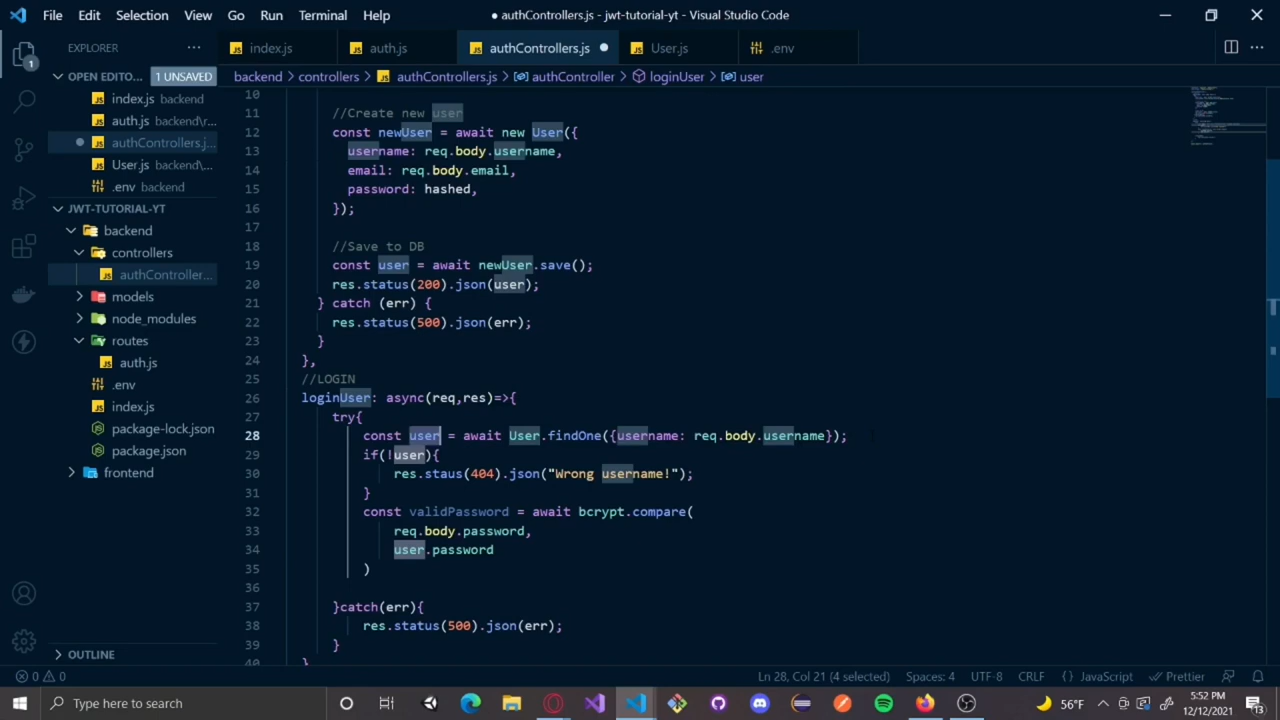 File Edit Selection View Go Run Terminal Help
● authControllers.js - jwt-tutorial-yt - Visual Studio Code
EXPLORER ...
index.js
auth.js
authControllers.js ●
User.js
.env
OPEN EDITO... 1 UNSAVED
index.js backend
auth.js backend\r...
authControllers.j...
User.js backend\...
.env backend
JWT-TUTORIAL-YT
backend
controllers
authController...
models
node_modules
routes
auth.js
.env
index.js
package-lock.json
package.json
frontend
OUTLINE
1
backend > controllers > authControllers.js > authController > loginUser > user
10
11 //Create new user
12 const newUser = await new User({
13 username: req.body.username,
14 email: req.body.email,
15 password: hashed,
16 });
17
18 //Save to DB
19 const user = await newUser.save();
20 res.status(200).json(user);
21 } catch (err) {
22 res.status(500).json(err);
23 }
24 },
25 //LOGIN
26 loginUser: async(req,res)=>{
27 try{
28 const user = await User.findOne({username: req.body.username});
29 if(!user){
30 res.staus(404).json("Wrong username!");
31 }
32 const validPassword = await bcrypt.compare(
33 req.body.password,
34 user.password
35 )
36
37 }catch(err){
38 res.status(500).json(err);
39 }
40 }
0 0
Ln 28, Col 21 (4 selected) Spaces: 4 UTF-8 CRLF {} JavaScript Prettier
Type here to search
56°F
5:52 PM
12/12/2021
13